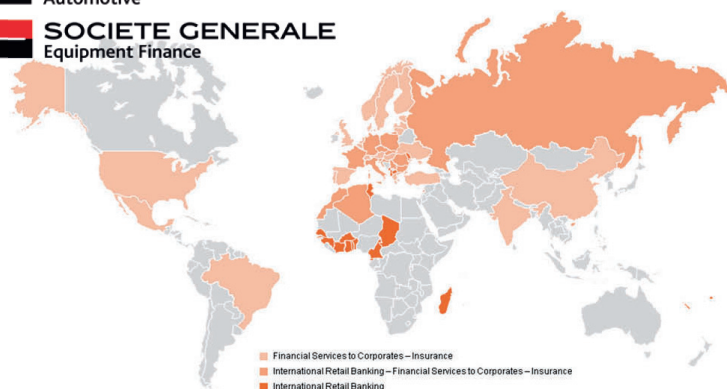 Automotive
SOCIETE GENERALE
Equipment Finance
Financial Services to Corporates – Insurance
International Retail Banking – Financial Services to Corporates – Insurance
International Retail Banking